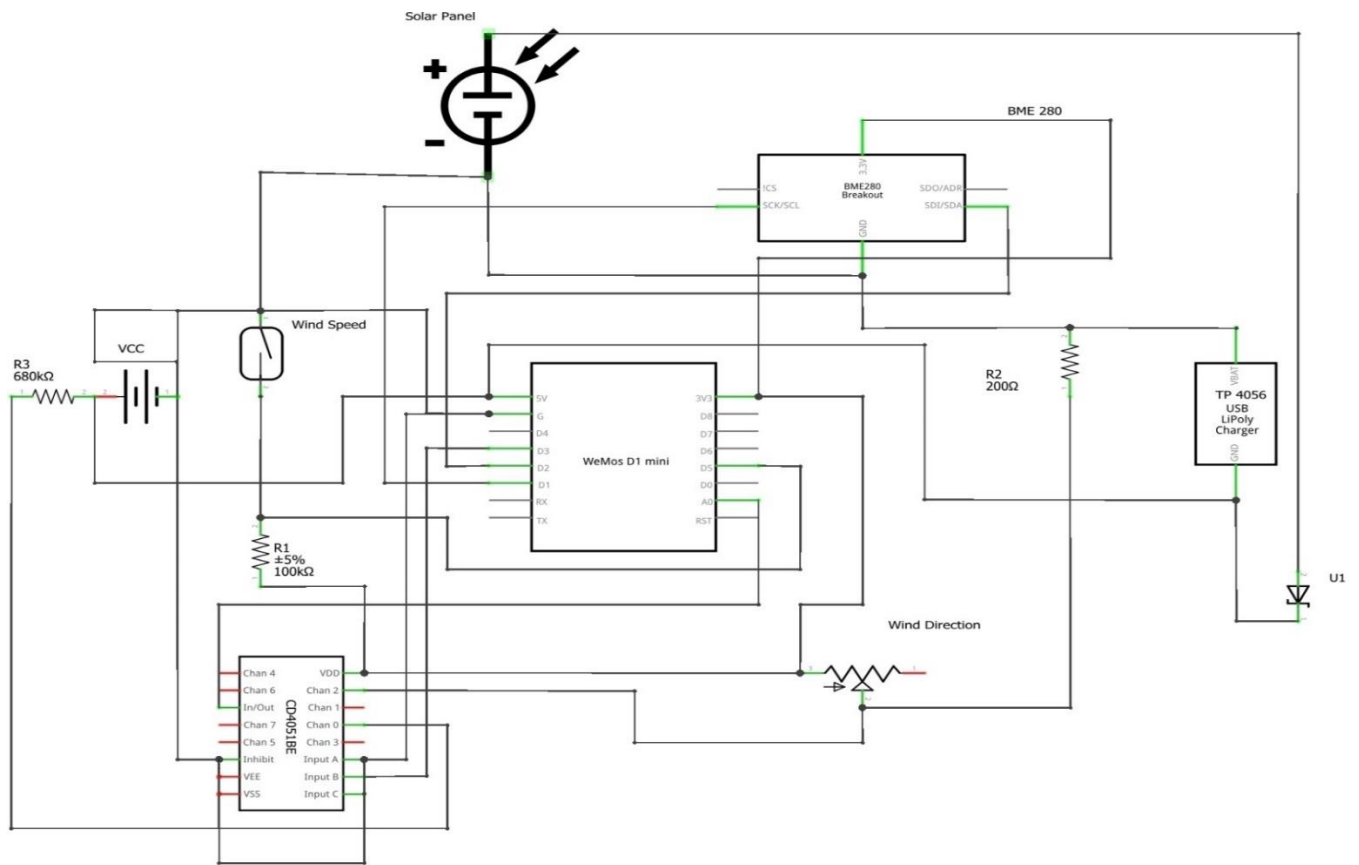 Solar Panel
+
-
BME 280
3.3V
BME280
Breakout
!CS
SCK/SCL
SDO/ADR
SDI/SDA
GND
Wind Speed
VCC
R3
680kΩ
R2
200Ω
VBAT
TP 4056
USB
LiPoly
Charger
GND
5V
G
D4
D3
D2
D1
RX
TX
WeMos D1 mini
3V3
D8
D7
D6
D5
D0
A0
RST
R1
±5%
100kΩ
U1
Wind Direction
Chan 4
Chan 6
In/Out
Chan 7
Chan 5
Inhibit
VEE
VSS
CD4051BE
VDD
Chan 2
Chan 1
Chan 0
Chan 3
Input A
Input B
Input C